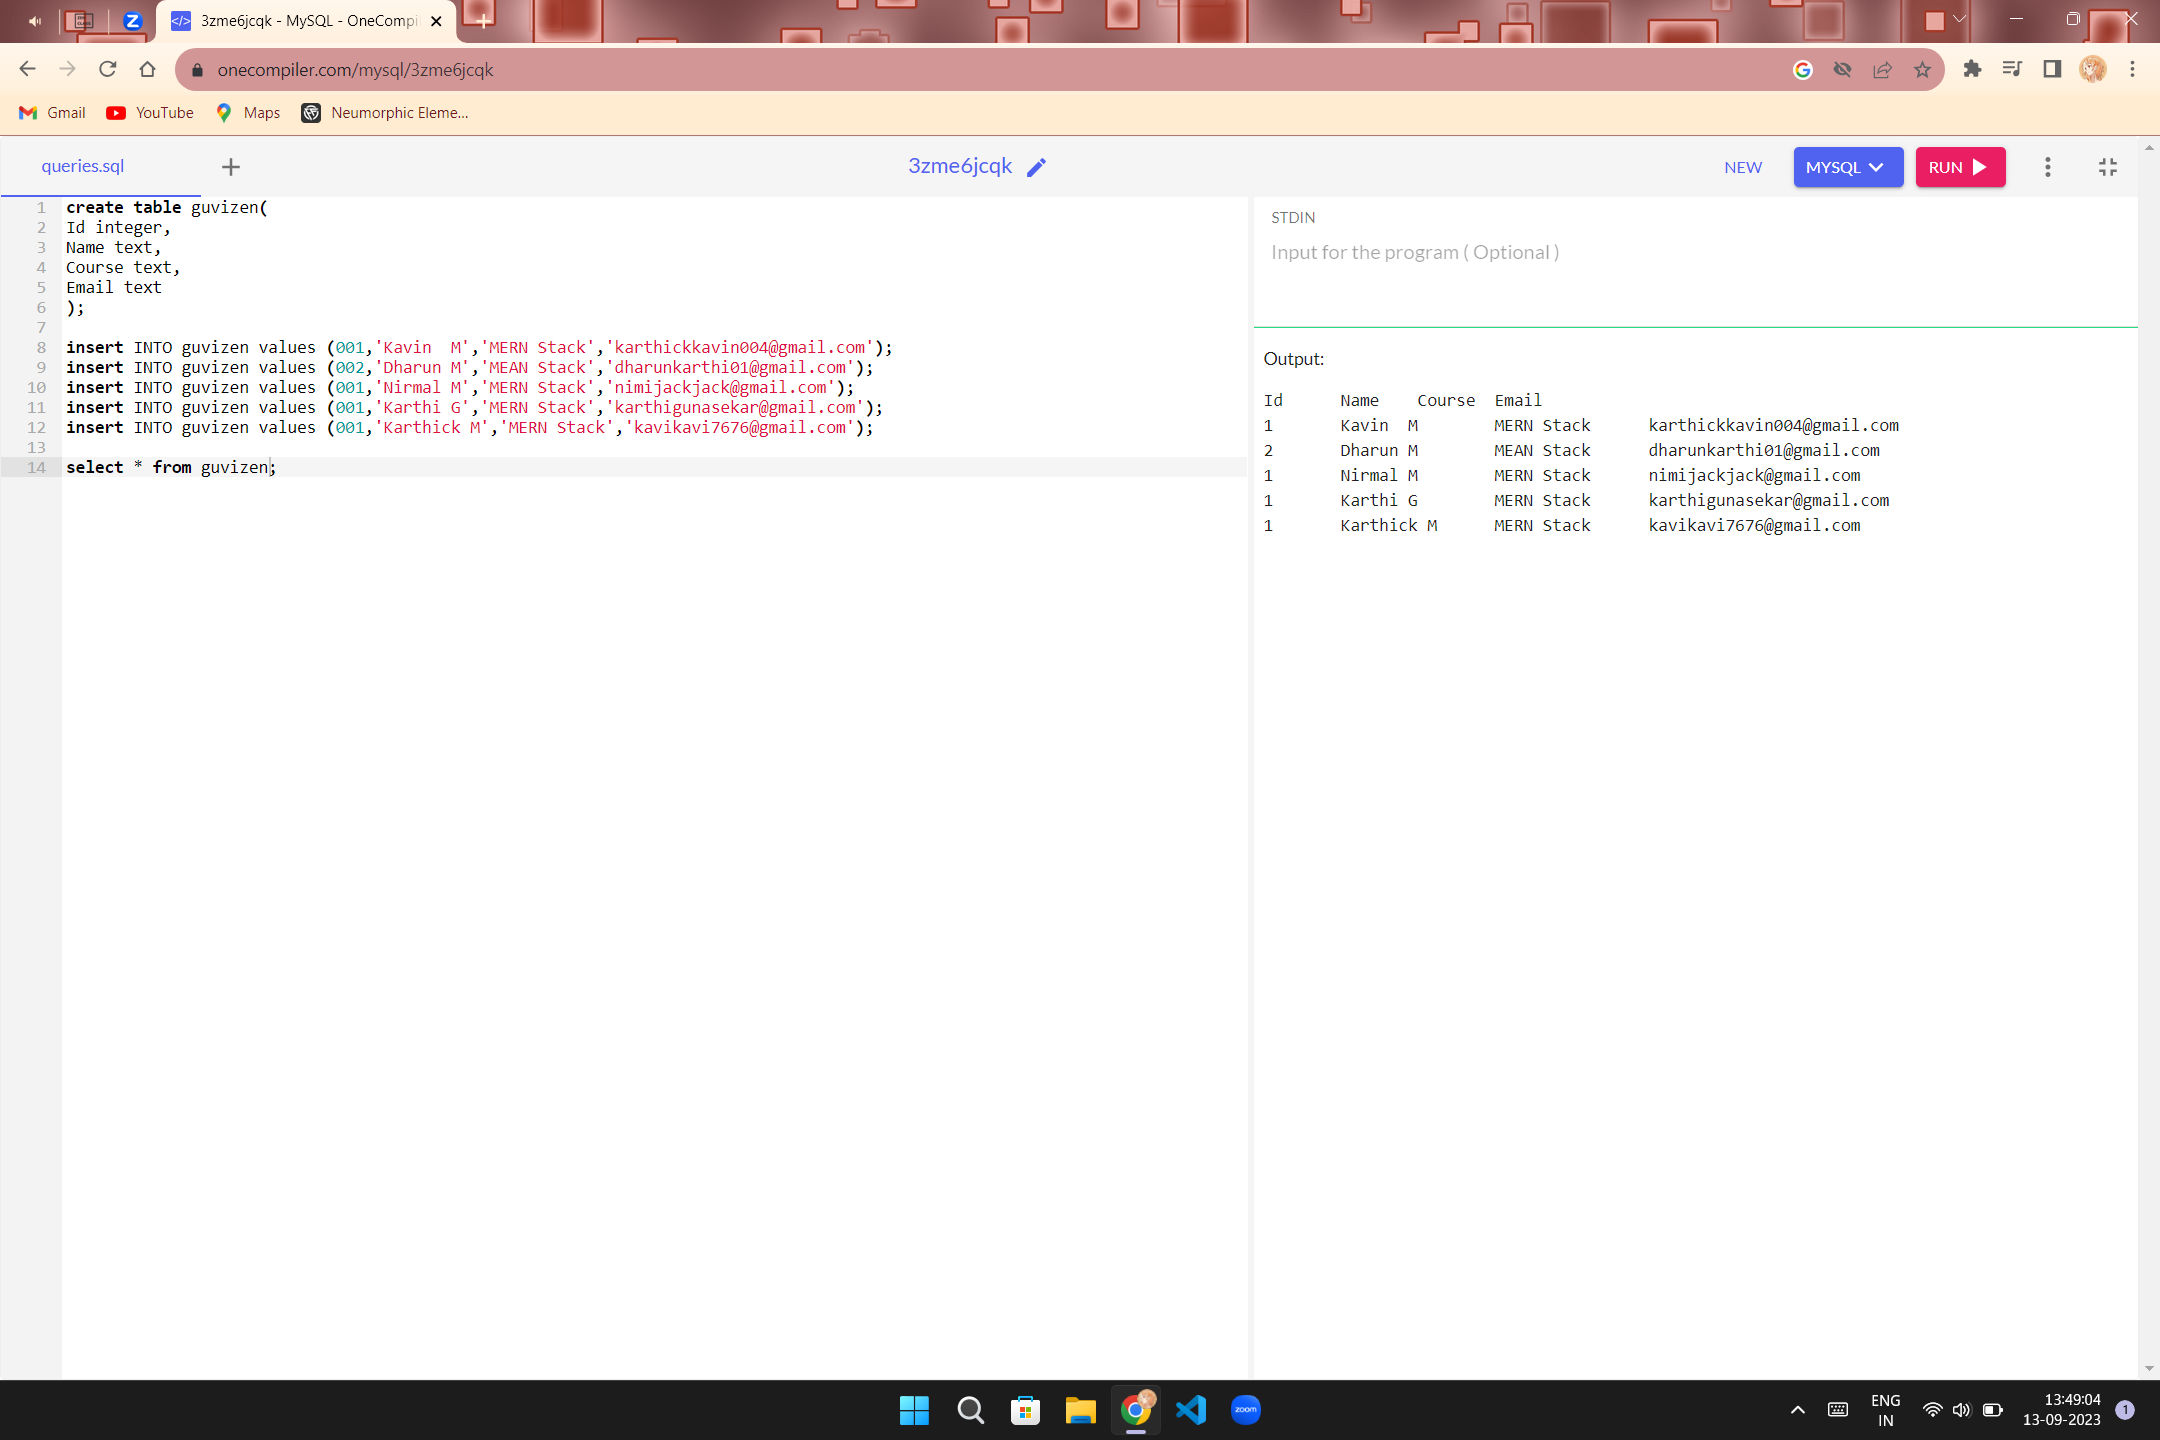 3zme6jcqk - MySQL - OneCompi
onecompiler.com/mysql/3zme6jcqk
Gmail YouTube Maps Neumorphic Eleme...
queries.sql
3zme6jcqk
NEW MYSQL RUN
1 create table guvizen(
2 Id integer,
3 Name text,
4 Course text,
5 Email text
6 );
7
8 insert INTO guvizen values (001,'Kavin  M','MERN Stack','karthickkavin004@gmail.com');
9 insert INTO guvizen values (002,'Dharun M','MEAN Stack','dharunkarthi01@gmail.com');
10 insert INTO guvizen values (001,'Nirmal M','MERN Stack','nimijackjack@gmail.com');
11 insert INTO guvizen values (001,'Karthi G','MERN Stack','karthigunasekar@gmail.com');
12 insert INTO guvizen values (001,'Karthick M','MERN Stack','kavikavi7676@gmail.com');
13
14 select * from guvizen;
STDIN
Input for the program ( Optional )
Output:
Id Name Course Email
1 Kavin  M MERN Stack karthickkavin004@gmail.com
2 Dharun M MEAN Stack dharunkarthi01@gmail.com
1 Nirmal M MERN Stack nimijackjack@gmail.com
1 Karthi G MERN Stack karthigunasekar@gmail.com
1 Karthick M MERN Stack kavikavi7676@gmail.com
zoom
ENG
IN
13:49:04
13-09-2023
1